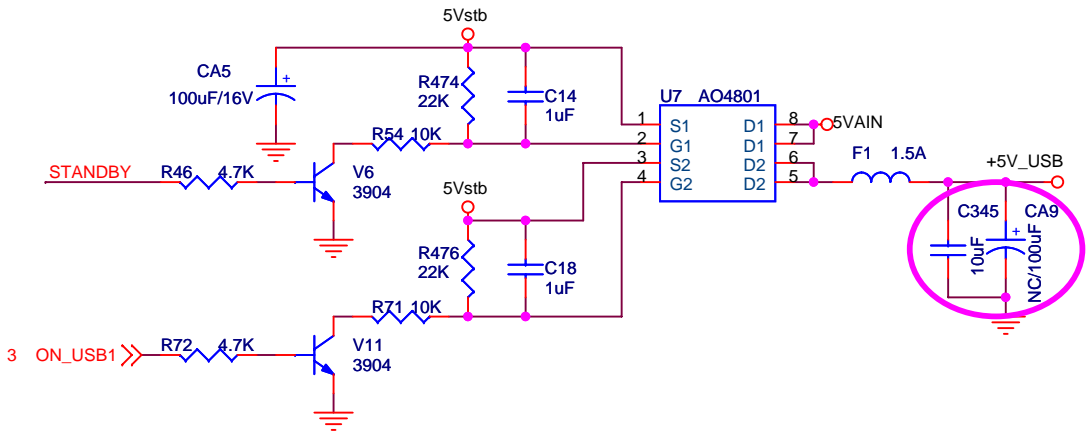 5Vstb
CA5
100uF/16V
R474
22K
C14
1uF
U7 AO4801
1 S1 D1 8
2 G1 D1 7
3 S2 D2 6
4 G2 D2 5
5VAIN
R54 10K
F1 1.5A
+5V_USB
STANDBY
R46 4.7K
V6
3904
5Vstb
C345
10uF
CA9
+
NC/100uF
+
R476
22K
C18
1uF
R71 10K
3 ON_USB1
R72 4.7K
V11
3904